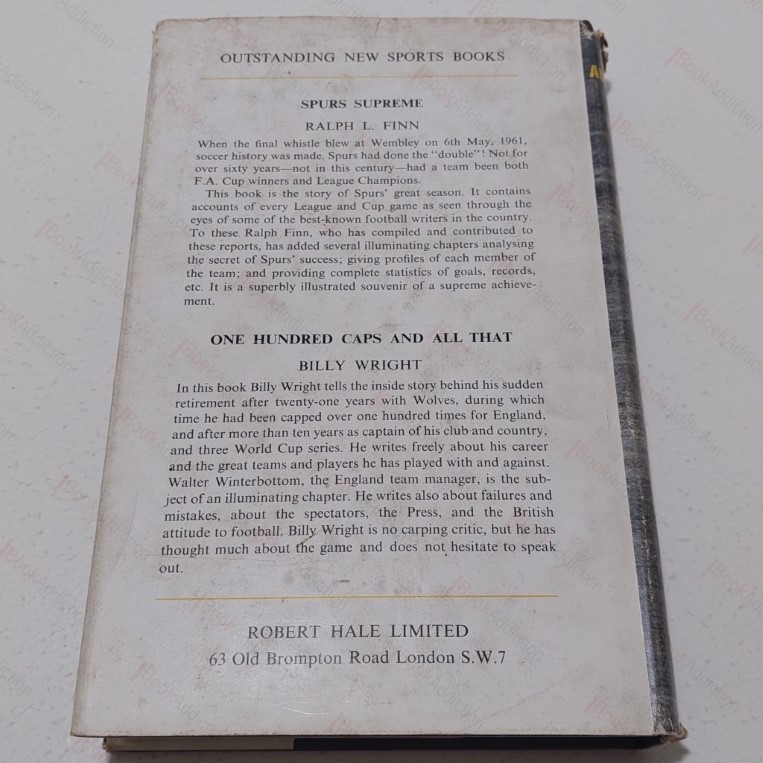 OUTSTANDING NEW SPORTS BOOKS
SPURS SUPREME
RALPH L. FINN
When the final whistle blew at Wembley on 6th May, 1961,
soccer history was made. Spurs had done the "double"! Not for
over sixty years—not in this century—had a team been both
F.A. Cup winners and League Champions.
This book is the story of Spurs' great season. It contains
accounts of every League and Cup game as seen through the
eyes of some of the best-known football writers in the country.
To these Ralph Finn, who has compiled and contributed to
these reports, has added several illuminating chapters analysing
the secret of Spurs' success; giving profiles of each member of
the team; and providing complete statistics of goals, records,
etc. It is a superbly illustrated souvenir of a supreme achieve-
ment.
ONE HUNDRED CAPS AND ALL THAT
BILLY WRIGHT
In this book Billy Wright tells the inside story behind his sudden
retirement after twenty-one years with Wolves, during which
time he had been capped over one hundred times for England,
and after more than ten years as captain of his club and country,
and three World Cup series. He writes freely about his career
and the great teams and players he has played with and against.
Walter Winterbottom, the England team manager, is the sub-
ject of an illuminating chapter. He writes also about failures and
mistakes, about the spectators, the Press, and the British
attitude to football. Billy Wright is no carping critic, but he has
thought much about the game and does not hesitate to speak
out.
ROBERT HALE LIMITED
63 Old Brompton Road London S.W.7
BookAddiction